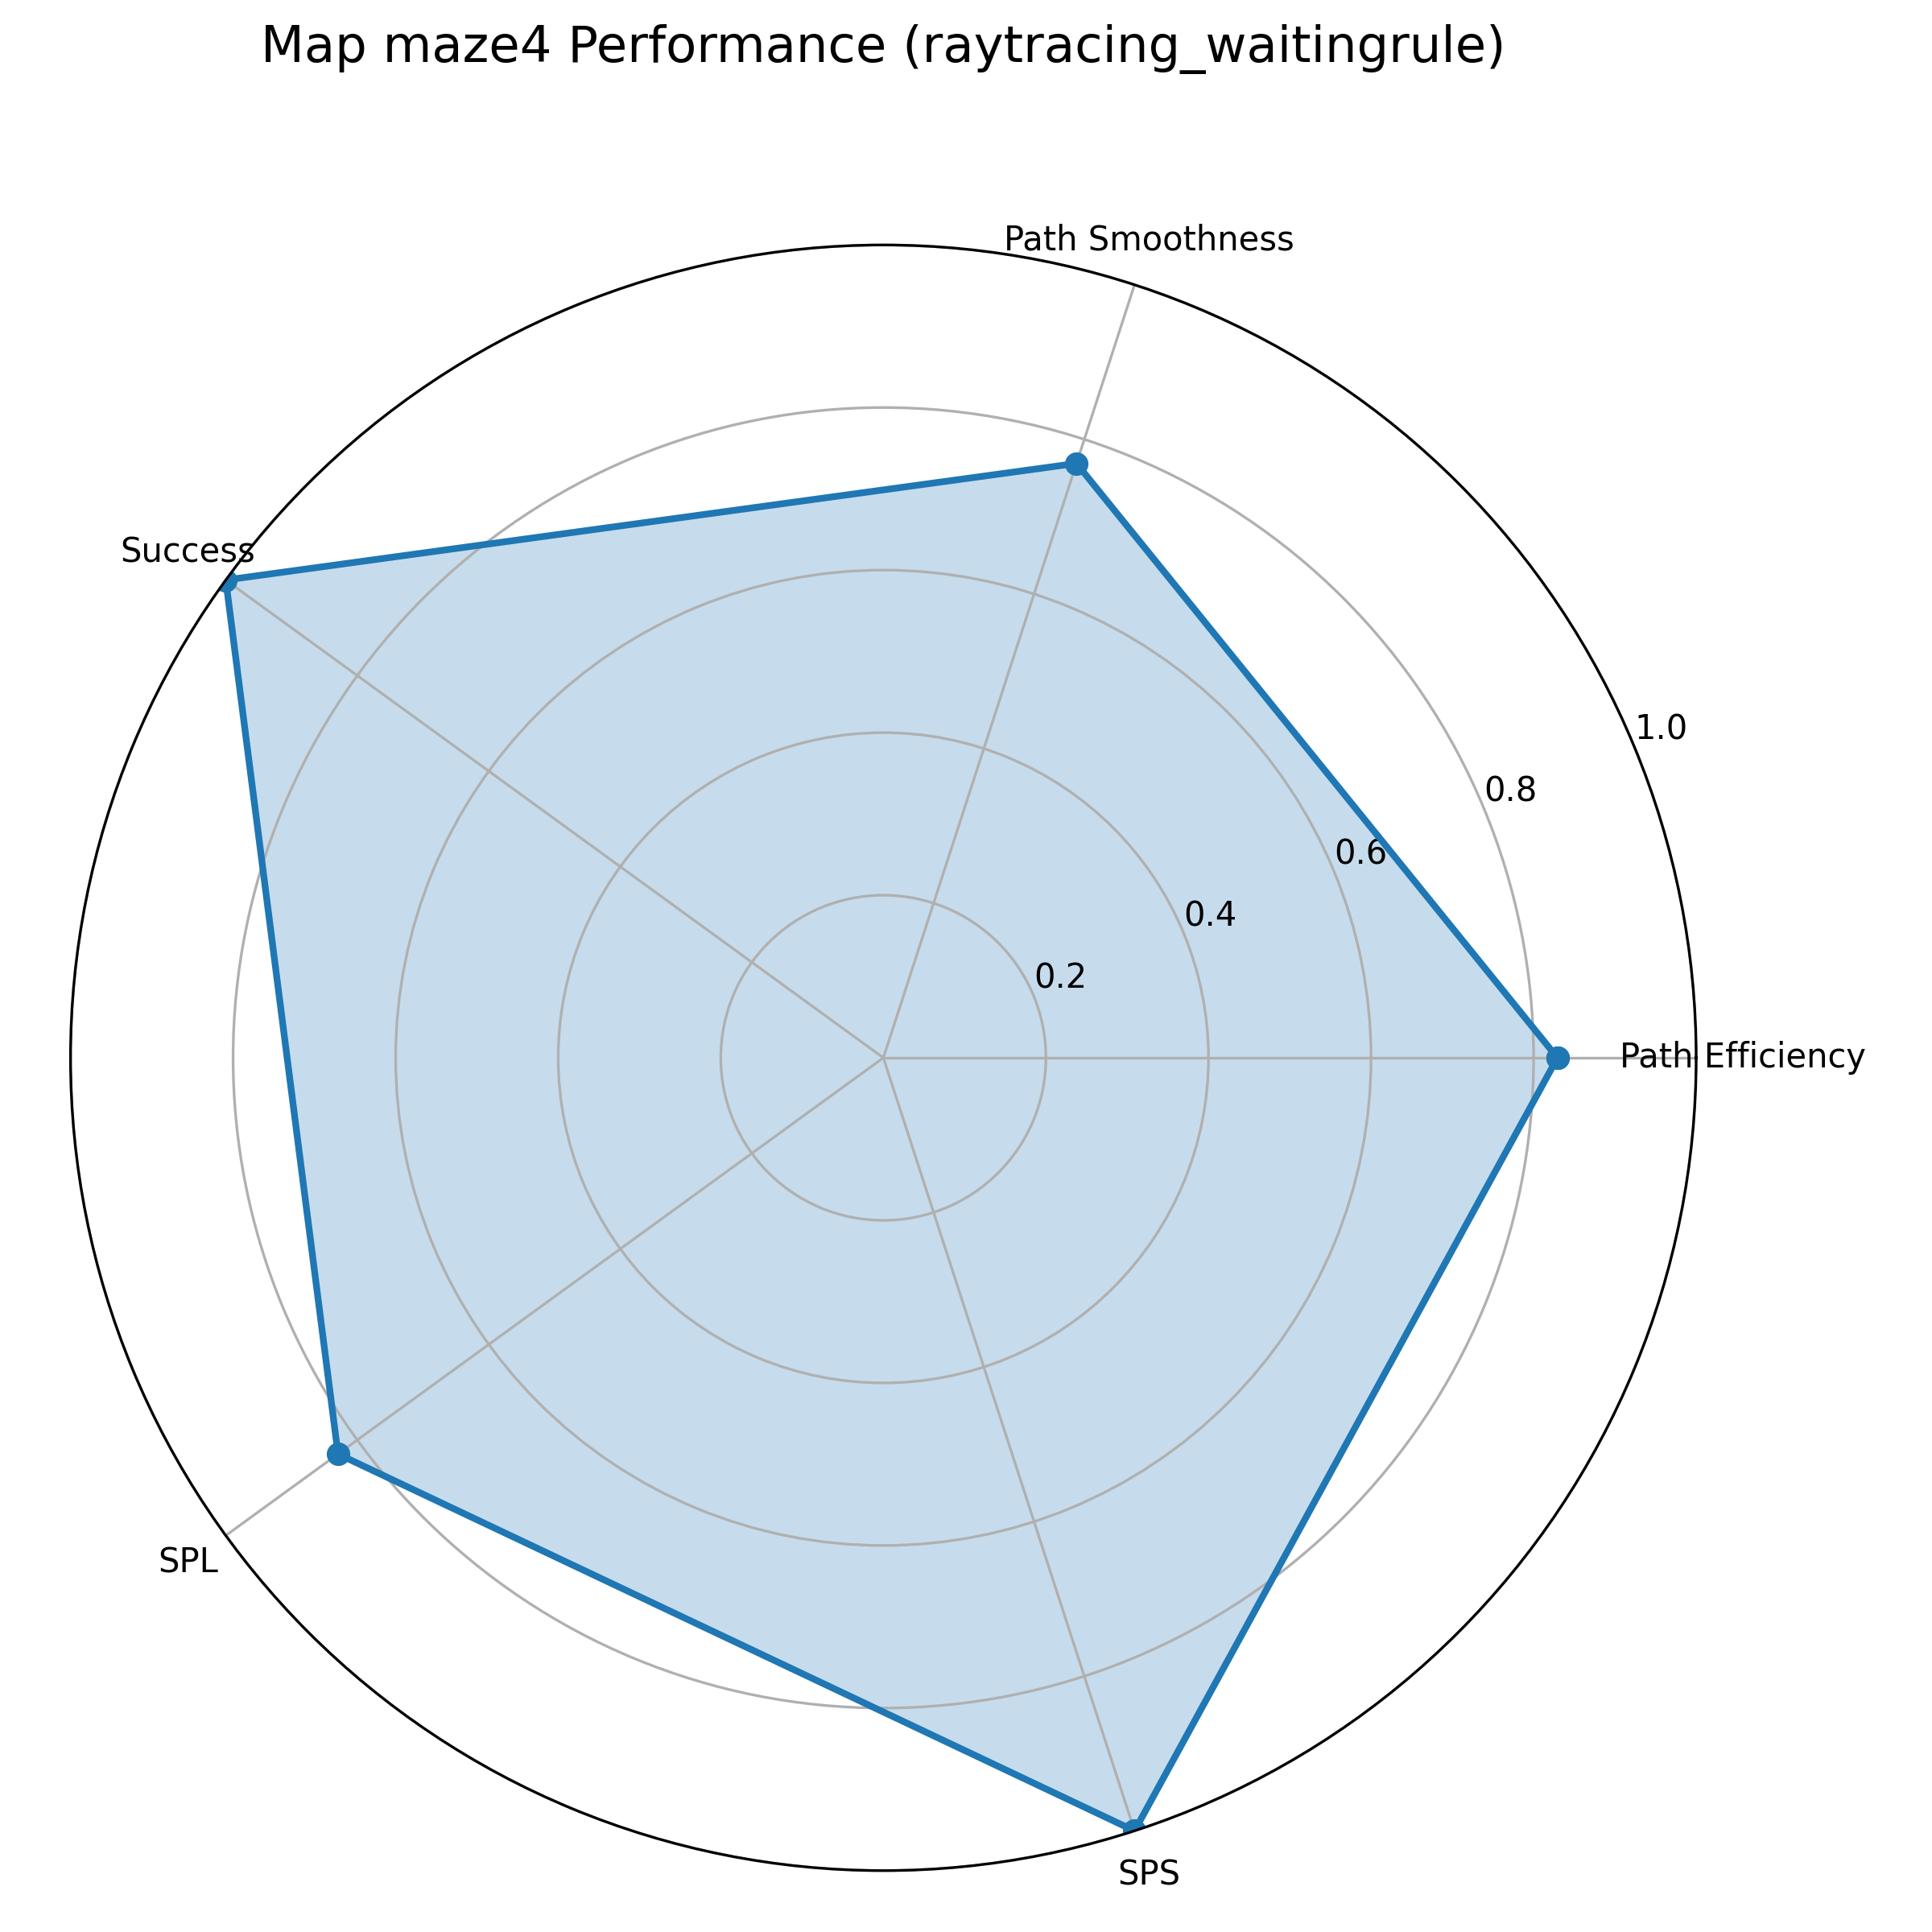 Map maze4 Performance (raytracing_waitingrule)
Path Smoothness
Success
1.0
0.8
0.6
0.4
0.2
Path Efficiency
SPL
SPS